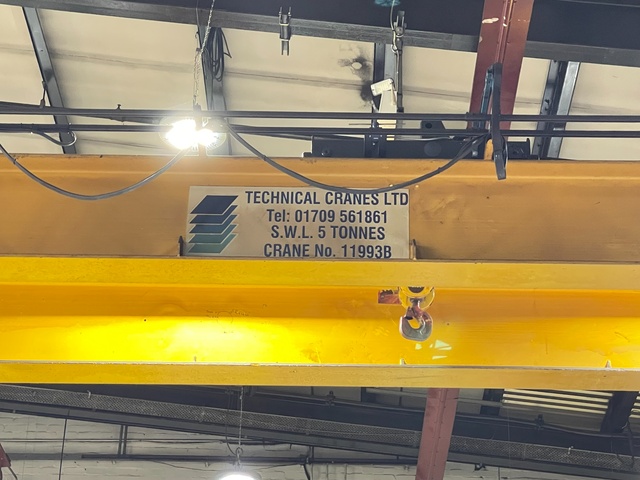 TECHNICAL CRANES LTD
Tel: 01709 561861
S.W.L. 5 TONNES
CRANE No. 11993B